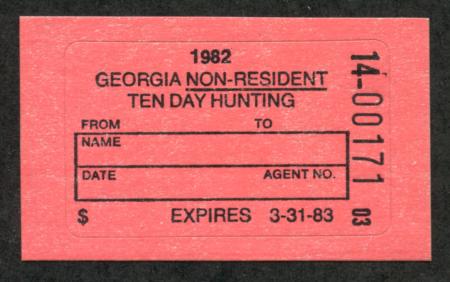 1982
GEORGIA NON-RESIDENT
TEN DAY HUNTING
FROM TO
NAME
DATE AGENT NO.
$ EXPIRES 3-31-83
14-00171 03